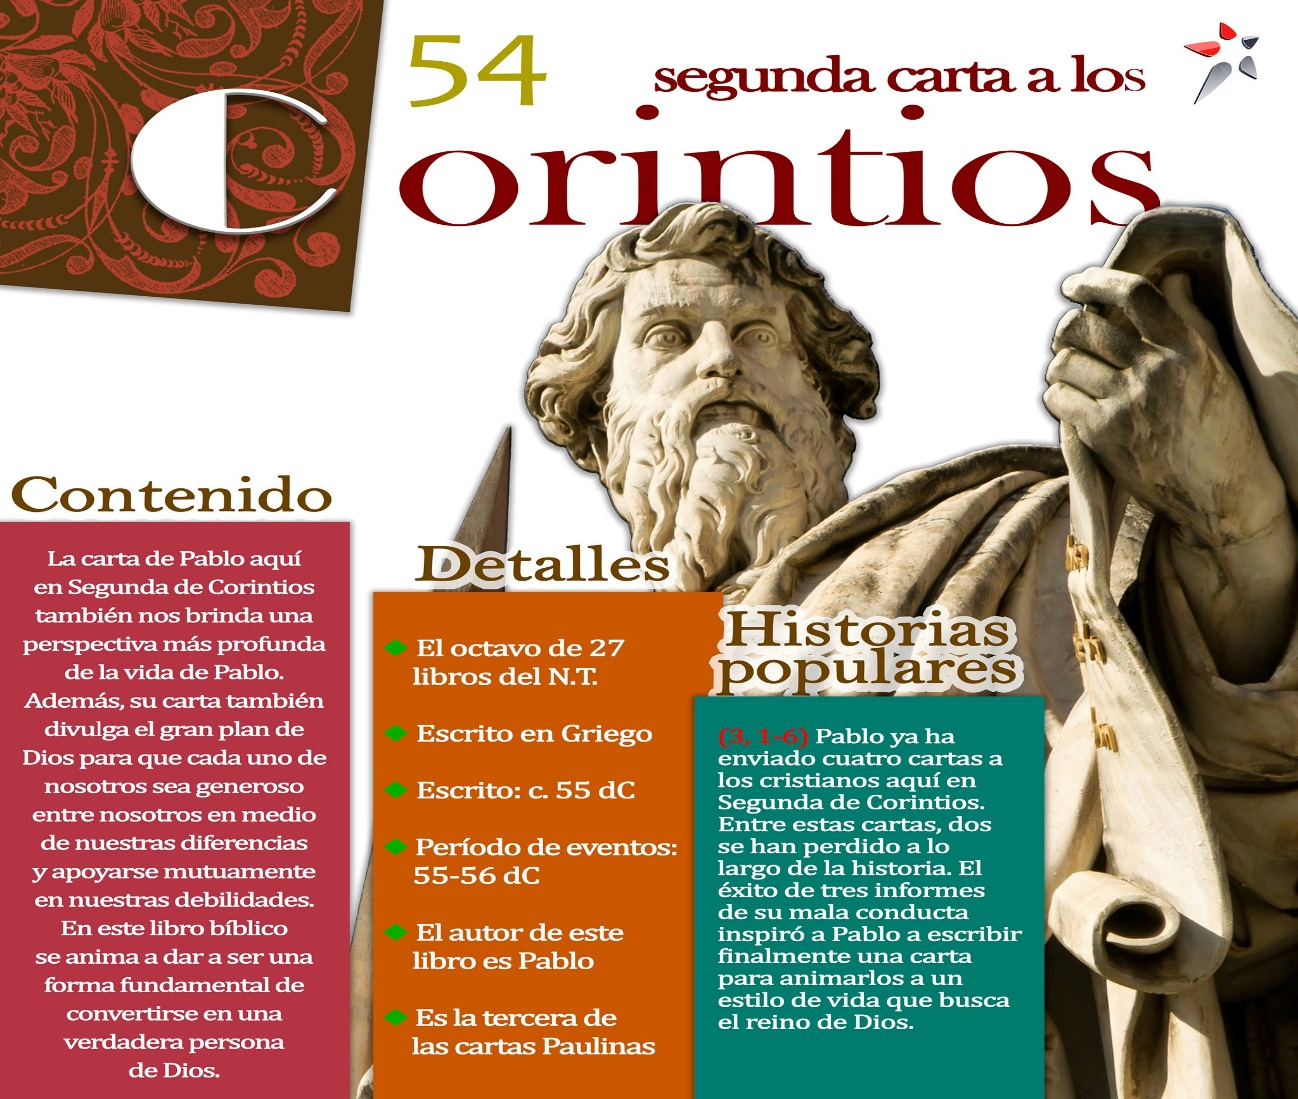 54
segunda carta a los
Corintios
Contenido
La carta de Pablo aquí
en Segunda de Corintios
también nos brinda una
perspectiva más profunda
de la vida de Pablo.
Además, su carta también
divulga el gran plan de
Dios para que cada uno de
nosotros sea generoso
entre nosotros en medio
de nuestras diferencias
y apoyarse mutuamente
en nuestras debilidades.
En este libro bíblico
se anima a dar a ser una
forma fundamental de
convertirse en una
verdadera persona
de Dios.
Detalles
El octavo de 27
libros del N.T.
Escrito en Griego
Escrito: c. 55 dC
Período de eventos:
55-56 dC
El autor de este
libro es Pablo
Es la tercera de
las cartas Paulinas
Historias
populares
(3, 1-6) Pablo ya ha
enviado cuatro cartas a
los cristianos aquí en
Segunda de Corintios.
Entre estas cartas, dos
se han perdido a lo
largo de la historia. El
éxito de tres informes
de su mala conducta
inspiró a Pablo a escribir
finalmente una carta
para animarlos a un
estilo de vida que busca
el reino de Dios.